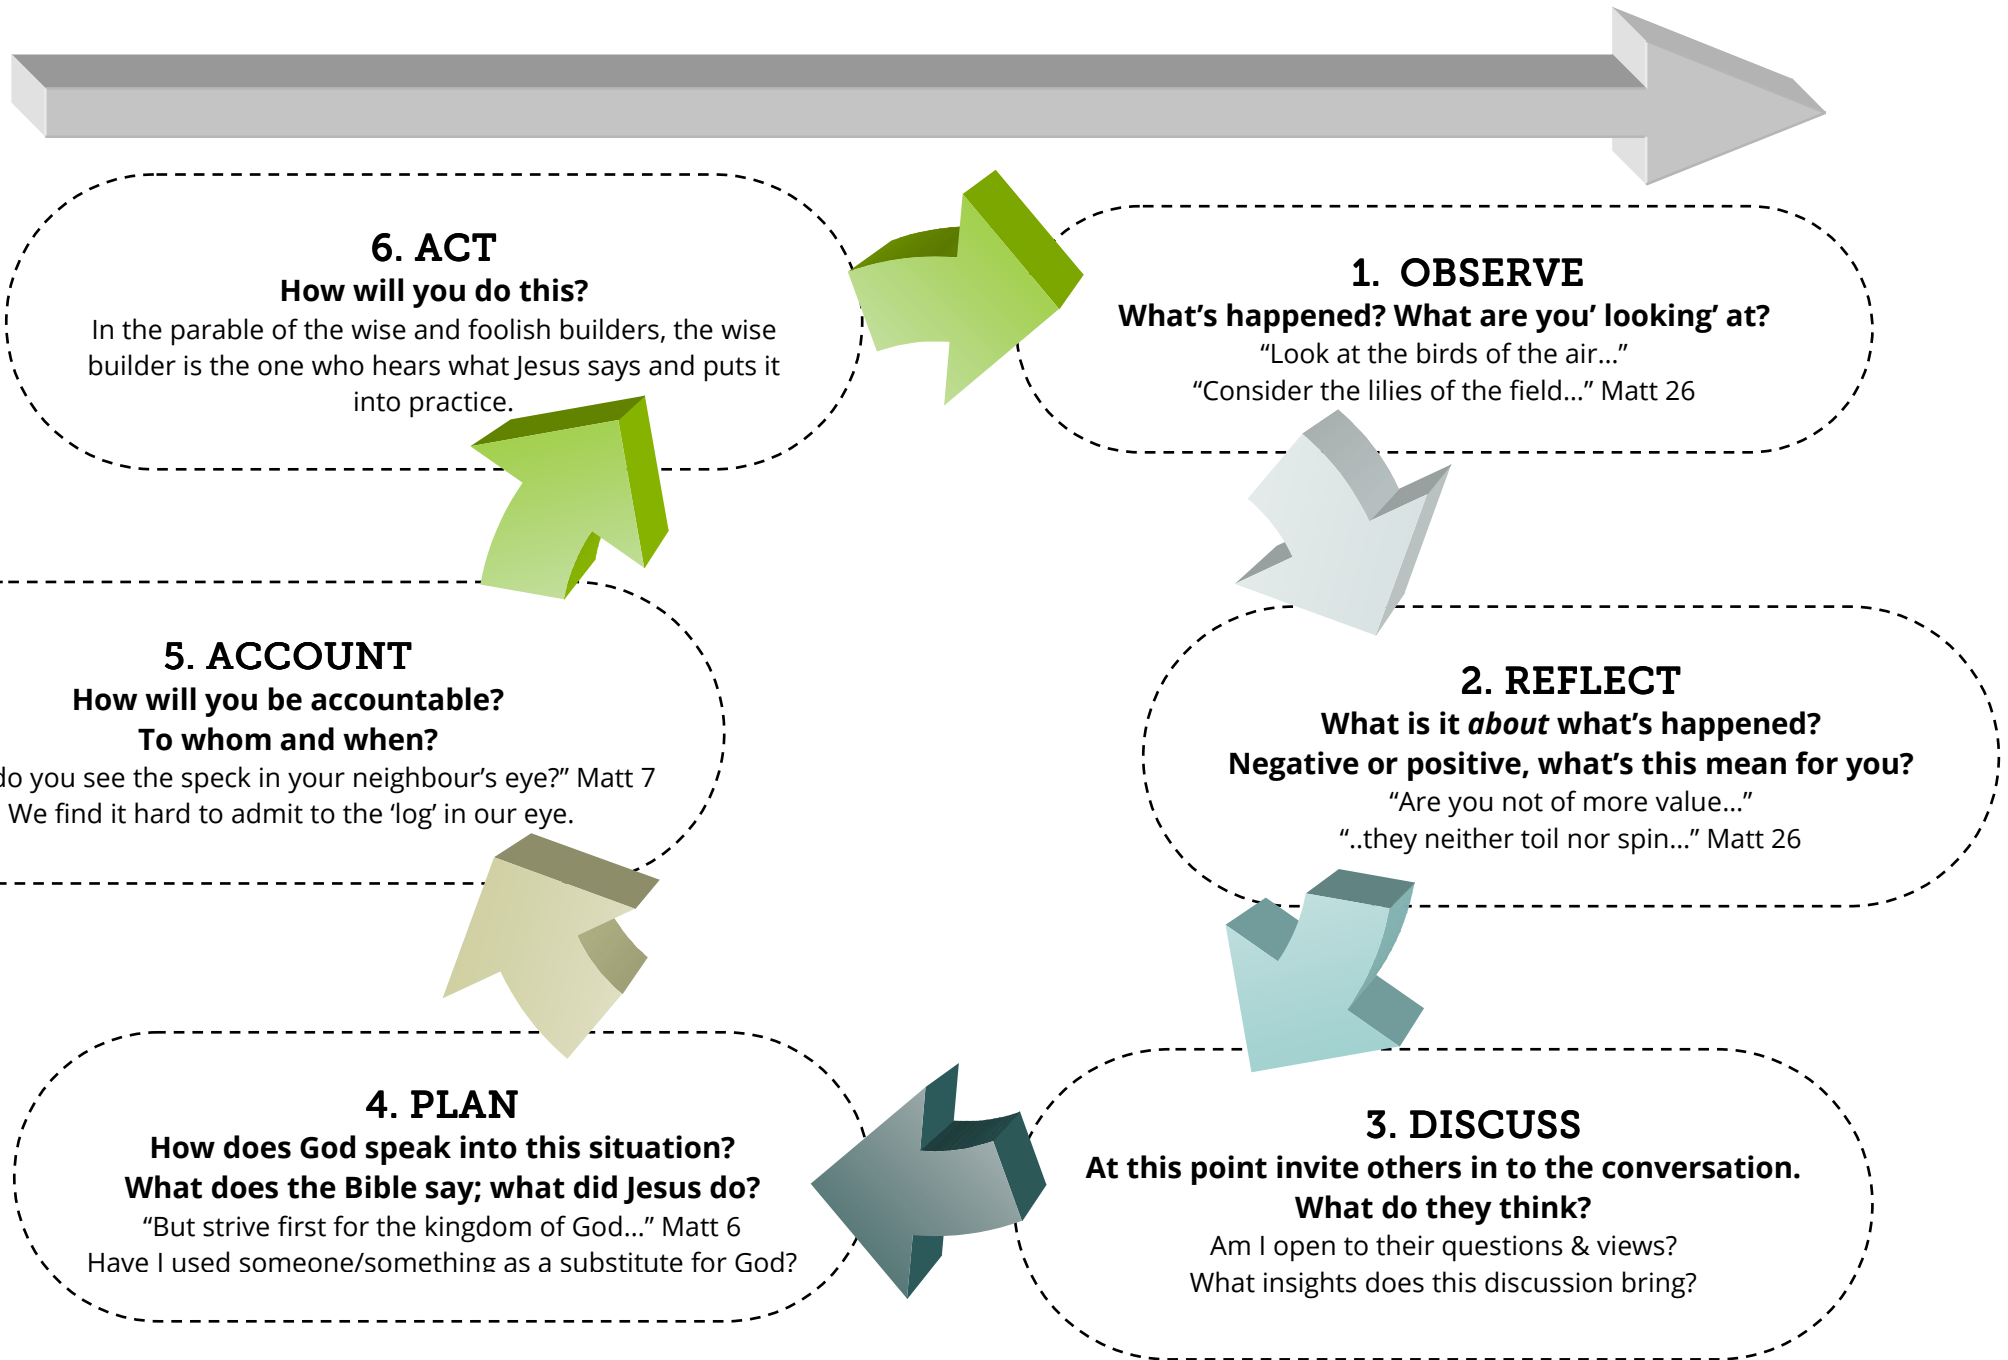 6. ACT
How will you do this?
In the parable of the wise and foolish builders, the wise
builder is the one who hears what Jesus says and puts it
into practice.
1. OBSERVE
What’s happened? What are you’ looking’ at?
“Look at the birds of the air…”
“Consider the lilies of the field…” Matt 26
5. ACCOUNT
How will you be accountable?
To whom and when?
do you see the speck in your neighbour’s eye?” Matt 7
We find it hard to admit to the ‘log’ in our eye.
2. REFLECT
What is it about what’s happened?
Negative or positive, what’s this mean for you?
“Are you not of more value…”
“..they neither toil nor spin…” Matt 26
4. PLAN
How does God speak into this situation?
What does the Bible say; what did Jesus do?
“But strive first for the kingdom of God…” Matt 6
Have I used someone/something as a substitute for God?
3. DISCUSS
At this point invite others in to the conversation.
What do they think?
Am I open to their questions & views?
What insights does this discussion bring?